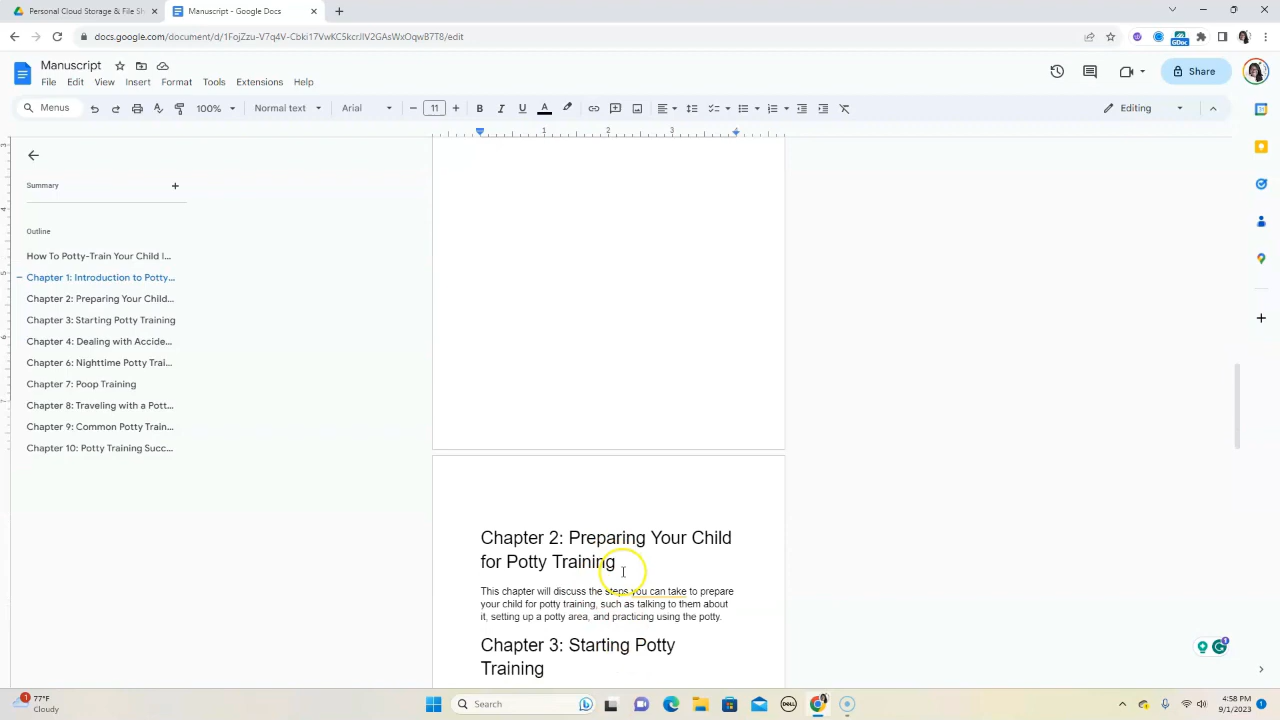 Personal Cloud Storage & File Sh
Manuscript - Google Docs
docs.google.com/document/d/1FojZzu-V7q4V-Cbki17VwKC5kcrJIV2GAsWxOqwB7T8/edit
Manuscript
File Edit View Insert Format Tools Extensions Help
Share
Menus 100% Normal text Arial 11 B I U A Editing
1 2 3
Summary
Outline
How To Potty-Train Your Child I...
Chapter 1: Introduction to Potty...
Chapter 2: Preparing Your Child...
Chapter 3: Starting Potty Training
Chapter 4: Dealing with Accide...
Chapter 6: Nighttime Potty Trai...
Chapter 7: Poop Training
Chapter 8: Traveling with a Pott...
Chapter 9: Common Potty Train...
Chapter 10: Potty Training Succ...
Chapter 2: Preparing Your Child
for Potty Training
This chapter will discuss the steps you can take to prepare
your child for potty training, such as talking to them about
it, setting up a potty area, and practicing using the potty.
Chapter 3: Starting Potty
Training
77°F
Cloudy
Search
DELL
4:58 PM
9/1/2023